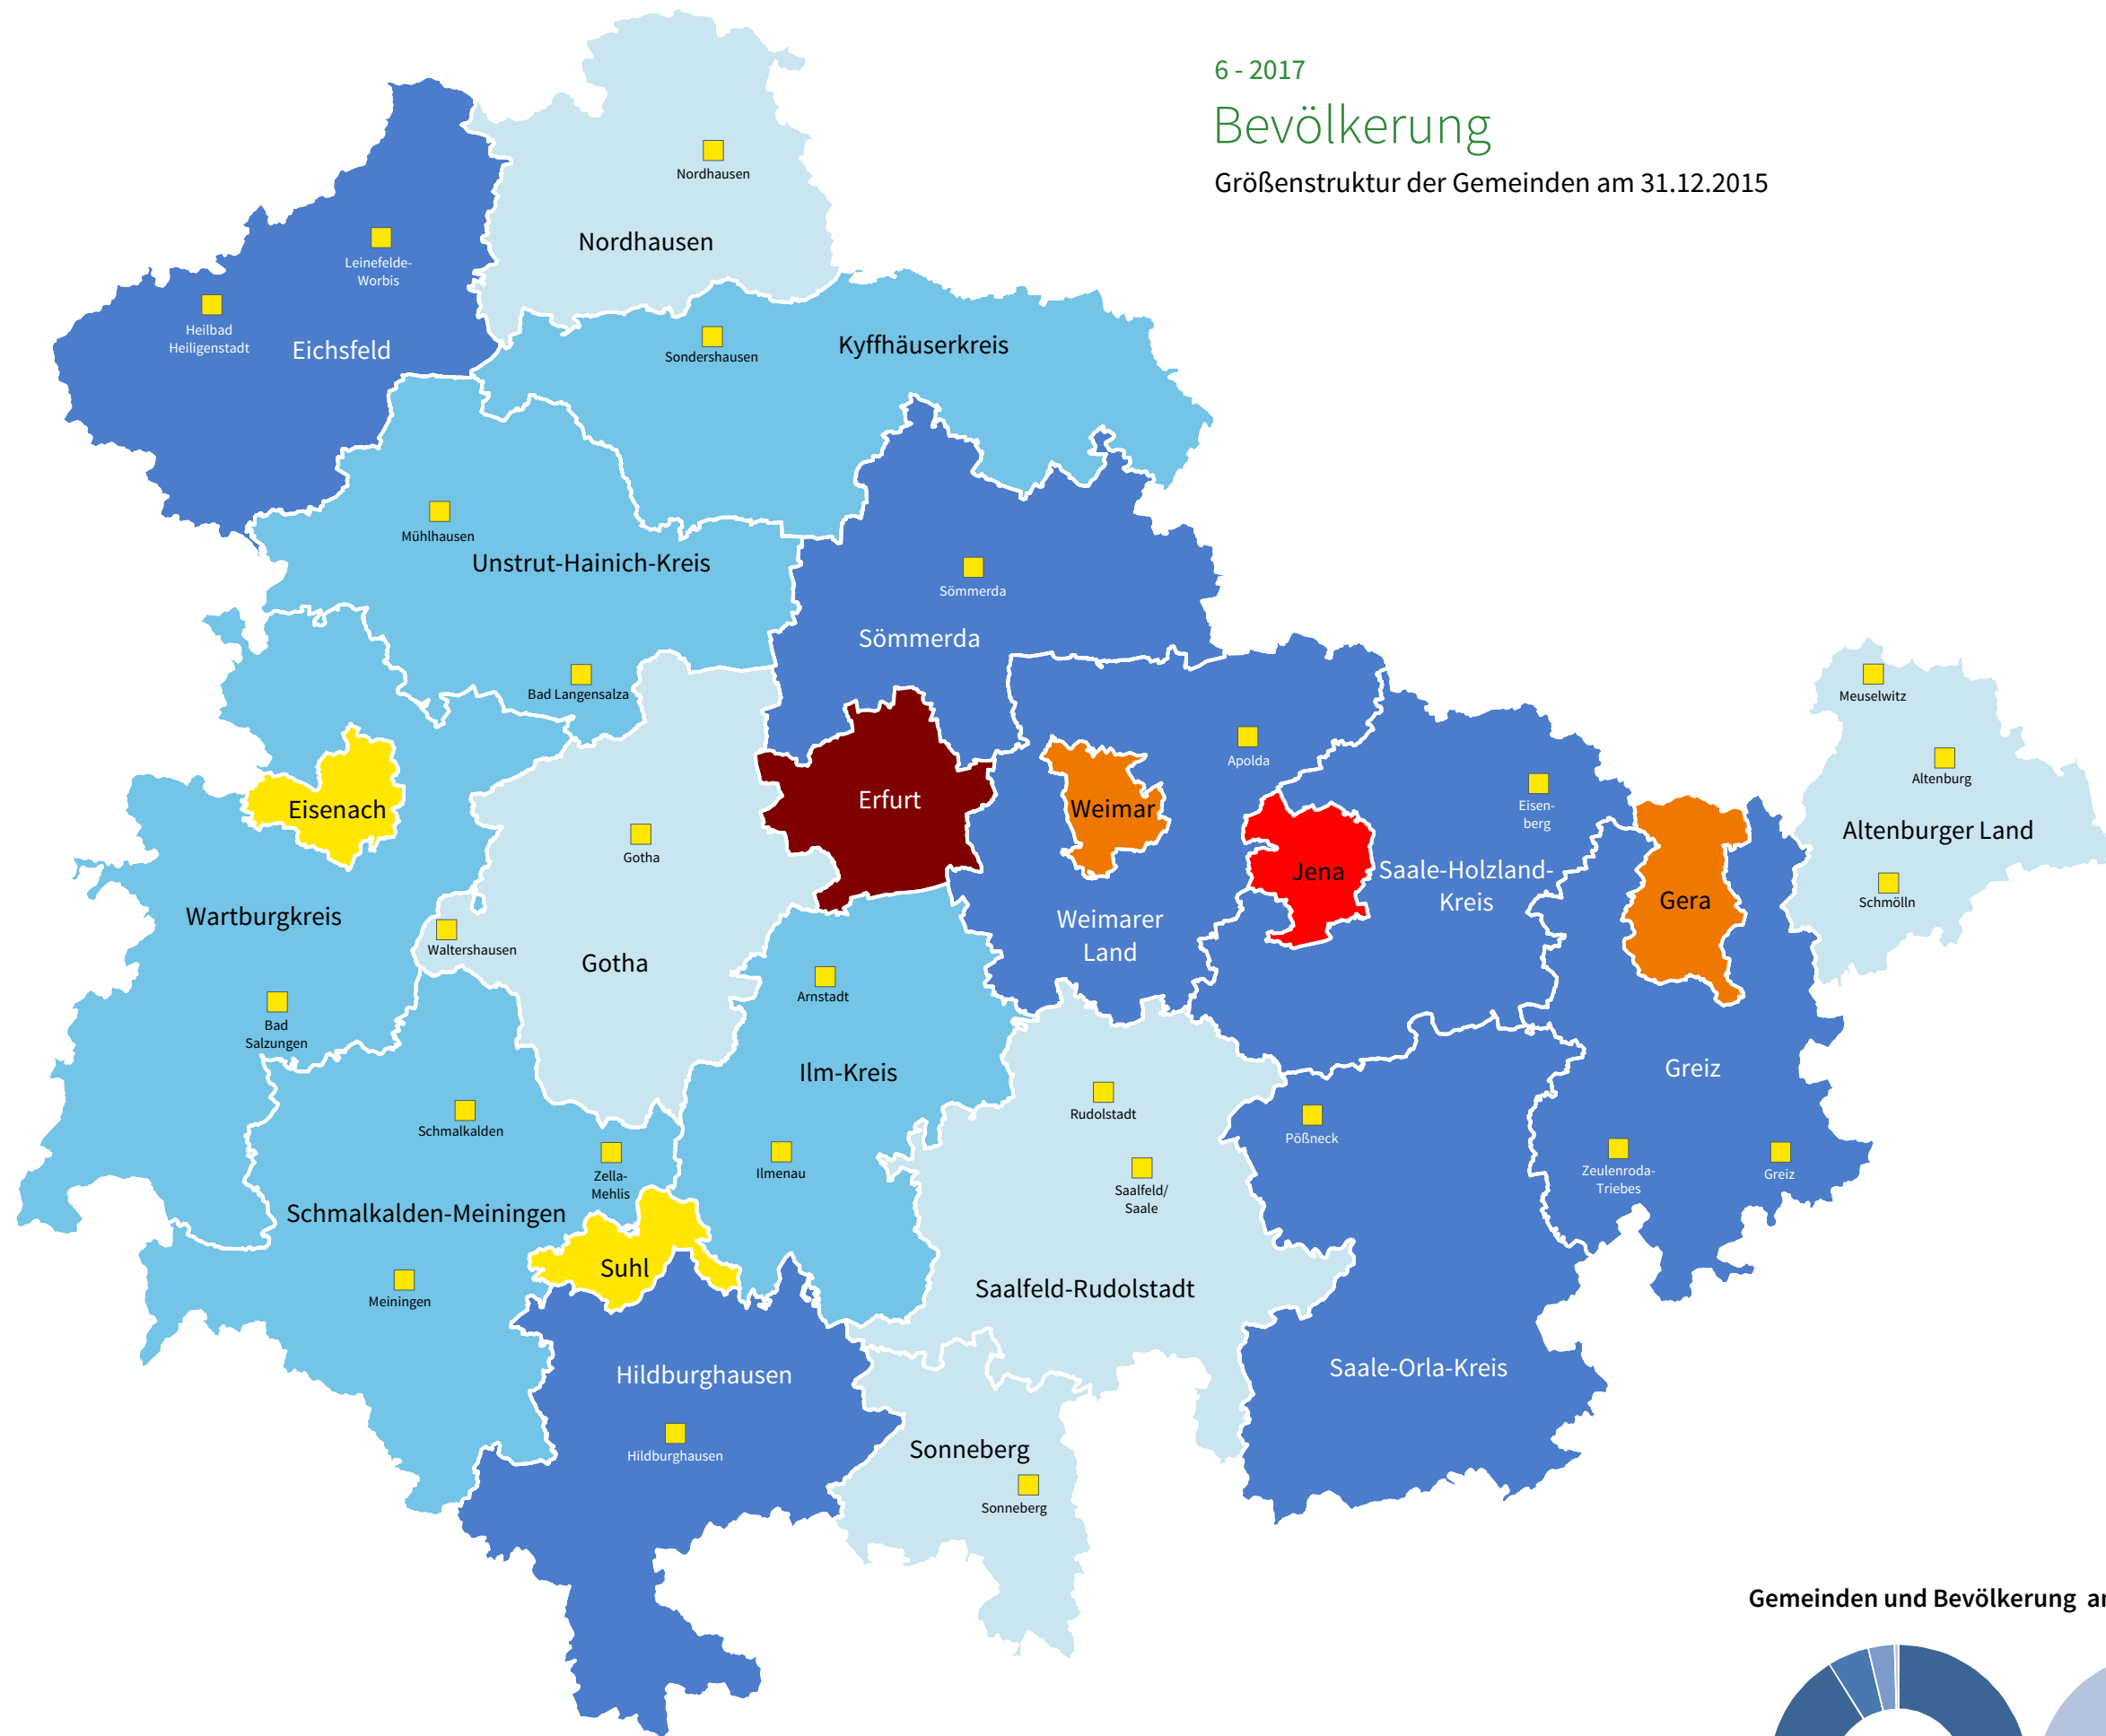 6 - 2017
Bevölkerung
Größenstruktur der Gemeinden am 31.12.2015
Nordhausen
Nordhausen
Leinefelde-
Worbis
Heilbad
Heiligenstadt
Eichsfeld
Sondershausen
Kyffhäuserkreis
Mühlhausen
Unstrut-Hainich-Kreis
Bad Langensalza
Sömmerda
Sömmerda
Meuselwitz
Altenburg
Altenburger Land
Schmölln
Apolda
Eisen-
berg
Eisenach
Erfurt
Weimar
Gotha
Jena
Saale-Holzland-
Kreis
Gera
Wartburgkreis
Waltershausen
Gotha
Weimarer
Land
Arnstadt
Bad
Salzungen
Ilm-Kreis
Greiz
Schmalkalden
Rudolstadt
Pößneck
Zella-
Mehlis
Ilmenau
Saalfeld/
Saale
Zeulenroda-
Triebes
Greiz
Schmalkalden-Meiningen
Suhl
Meiningen
Saalfeld-Rudolstadt
Hildburghausen
Saale-Orla-Kreis
Hildburghausen
Sonneberg
Sonneberg
Gemeinden und Bevölkerung